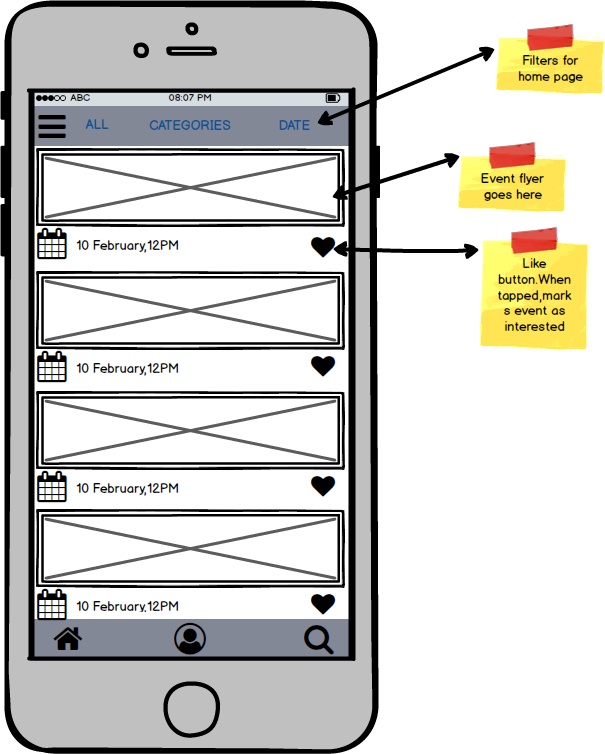 ABC 08:07 PM
ALL CATEGORIES DATE
10 February,12PM
10 February,12PM
10 February,12PM
10 February,12PM
Filters for
home page
Event flyer
goes here
Like
button.When
tapped,mark
s event as
interested